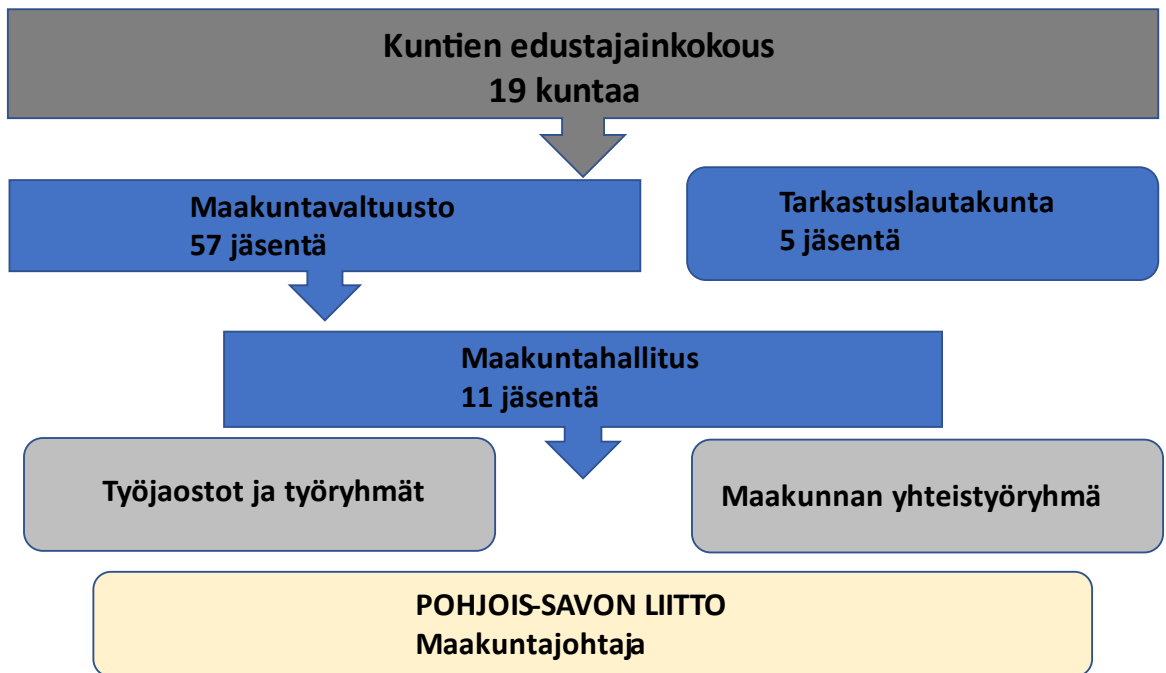 Kuntien edustajainkokous
19 kuntaa
Maakuntavaltuusto
57 jäsentä
Tarkastuslautakunta
5 jäsentä
Maakuntahallitus
11 jäsentä
Työjaostot ja työryhmät
Maakunnan yhteistyöryhmä
POHJOIS-SAVON LIITTO
Maakuntajohtaja